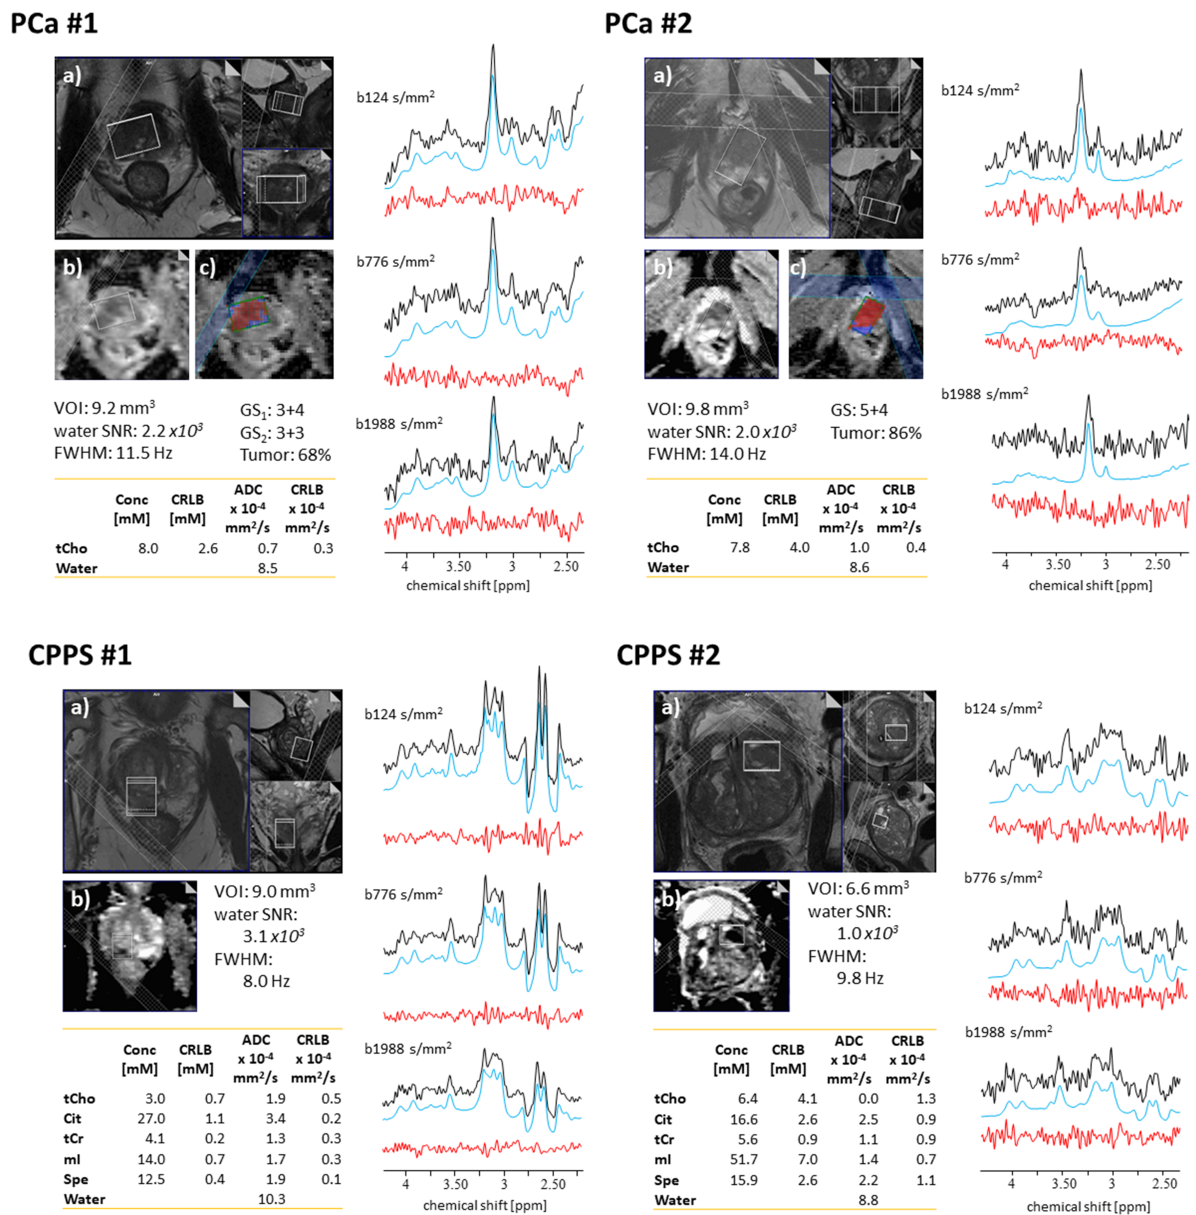 PCa #1
a)
b)
c)
VOI: 9.2 mm³
water SNR: 2.2 x10³
FWHM: 11.5 Hz
GS₁: 3+4
GS₂: 3+3
Tumor: 68%
Conc [mM] CRLB [mM] ADC x 10⁻⁴ mm²/s CRLB x 10⁻⁴ mm²/s
tCho 8.0 2.6 0.7 0.3
Water 8.5
b124 s/mm²
b776 s/mm²
b1988 s/mm²
4 3.50 3 2.50
chemical shift [ppm]
PCa #2
a)
b)
c)
VOI: 9.8 mm³
water SNR: 2.0 x10³
FWHM: 14.0 Hz
GS: 5+4
Tumor: 86%
Conc [mM] CRLB [mM] ADC x 10⁻⁴ mm²/s CRLB x 10⁻⁴ mm²/s
tCho 7.8 4.0 1.0 0.4
Water 8.6
b124 s/mm²
b776 s/mm²
b1988 s/mm²
4 3.50 3 2.50
chemical shift [ppm]
CPPS #1
a)
b)
VOI: 9.0 mm³
water SNR:
3.1 x10³
FWHM:
8.0 Hz
Conc [mM] CRLB [mM] ADC x 10⁻⁴ mm²/s CRLB x 10⁻⁴ mm²/s
tCho 3.0 0.7 1.9 0.5
Cit 27.0 1.1 3.4 0.2
tCr 4.1 0.2 1.3 0.3
mI 14.0 0.7 1.7 0.3
Spe 12.5 0.4 1.9 0.1
Water 10.3
b124 s/mm²
b776 s/mm²
b1988 s/mm²
4 3.50 3 2.50
chemical shift [ppm]
CPPS #2
a)
b)
VOI: 6.6 mm³
water SNR:
1.0 x10³
FWHM:
9.8 Hz
Conc [mM] CRLB [mM] ADC x 10⁻⁴ mm²/s CRLB x 10⁻⁴ mm²/s
tCho 6.4 4.1 0.0 1.3
Cit 16.6 2.6 2.5 0.9
tCr 5.6 0.9 1.1 0.9
mI 51.7 7.0 1.4 0.7
Spe 15.9 2.6 2.2 1.1
Water 8.8
b124 s/mm²
b776 s/mm²
b1988 s/mm²
4 3.50 3 2.50
chemical shift [ppm]